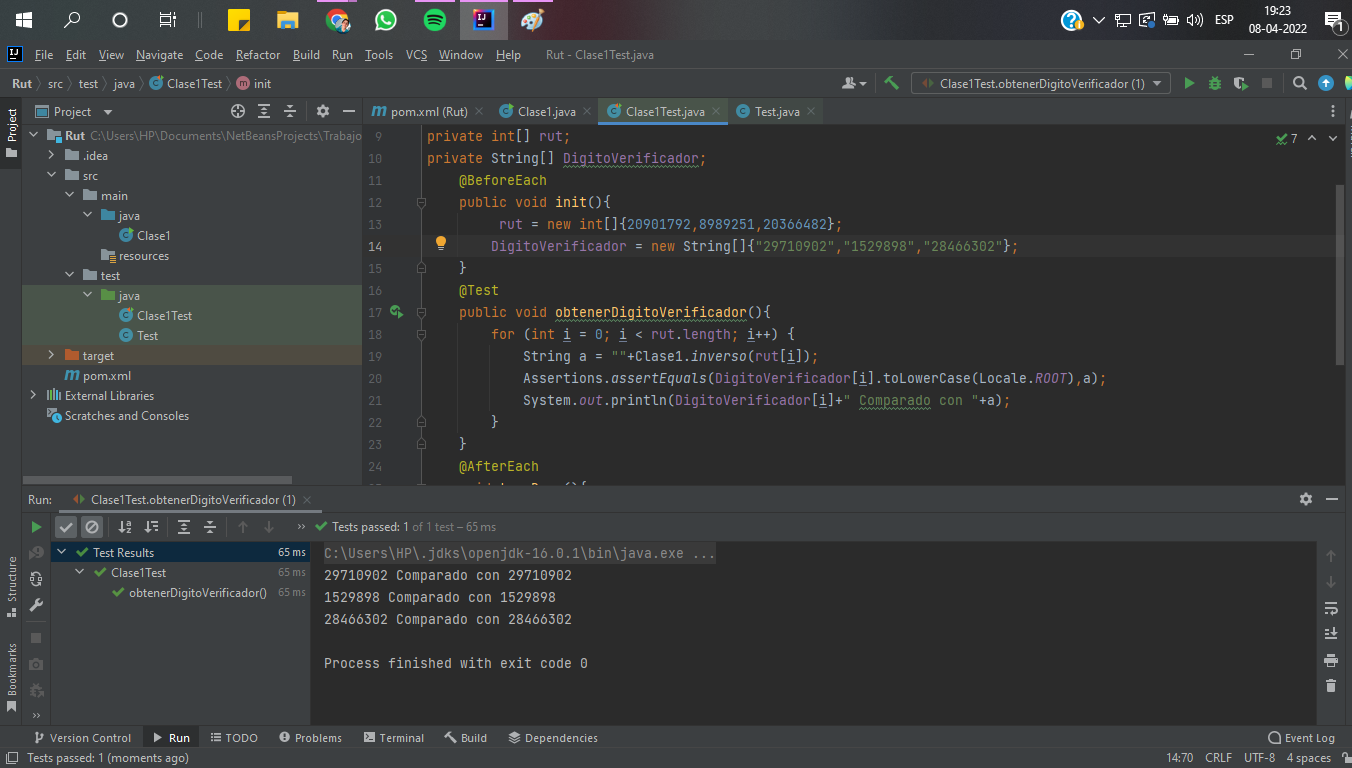 19:23
ESP
08-04-2022
1
File Edit View Navigate Code Refactor Build Run Tools VCS Window Help Rut - Clase1Test.java
Rut src test java Clase1Test init
Clase1Test.obtenerDigitoVerificador (1)
Project
Project
pom.xml (Rut) Clase1.java Clase1Test.java Test.java
Rut C:\Users\HP\Documents\NetBeansProjects\Trabajo
.idea
src
main
java
Clase1
resources
test
java
Clase1Test
Test
target
pom.xml
External Libraries
Scratches and Consoles
7
9 private int[] rut;
10 private String[] DigitoVerificador;
11 @BeforeEach
12 public void init(){
13 rut = new int[]{20901792,8989251,20366482};
14 DigitoVerificador = new String[]{"29710902","1529898","28466302"};
15 }
16 @Test
17 public void obtenerDigitoVerificador(){
18 for (int i = 0; i < rut.length; i++) {
19 String a = ""+Clase1.inverso(rut[i]);
20 Assertions.assertEquals(DigitoVerificador[i].toLowerCase(Locale.ROOT),a);
21 System.out.println(DigitoVerificador[i]+" Comparado con "+a);
22 }
23 }
24 @AfterEach
Run: Clase1Test.obtenerDigitoVerificador (1)
Tests passed: 1 of 1 test – 65 ms
Test Results 65 ms
Clase1Test 65 ms
obtenerDigitoVerificador() 65 ms
C:\Users\HP\.jdks\openjdk-16.0.1\bin\java.exe ...
29710902 Comparado con 29710902
1529898 Comparado con 1529898
28466302 Comparado con 28466302
Process finished with exit code 0
Structure
Bookmarks
Version Control Run TODO Problems Terminal Build Dependencies Event Log
Tests passed: 1 (moments ago) 14:70 CRLF UTF-8 4 spaces